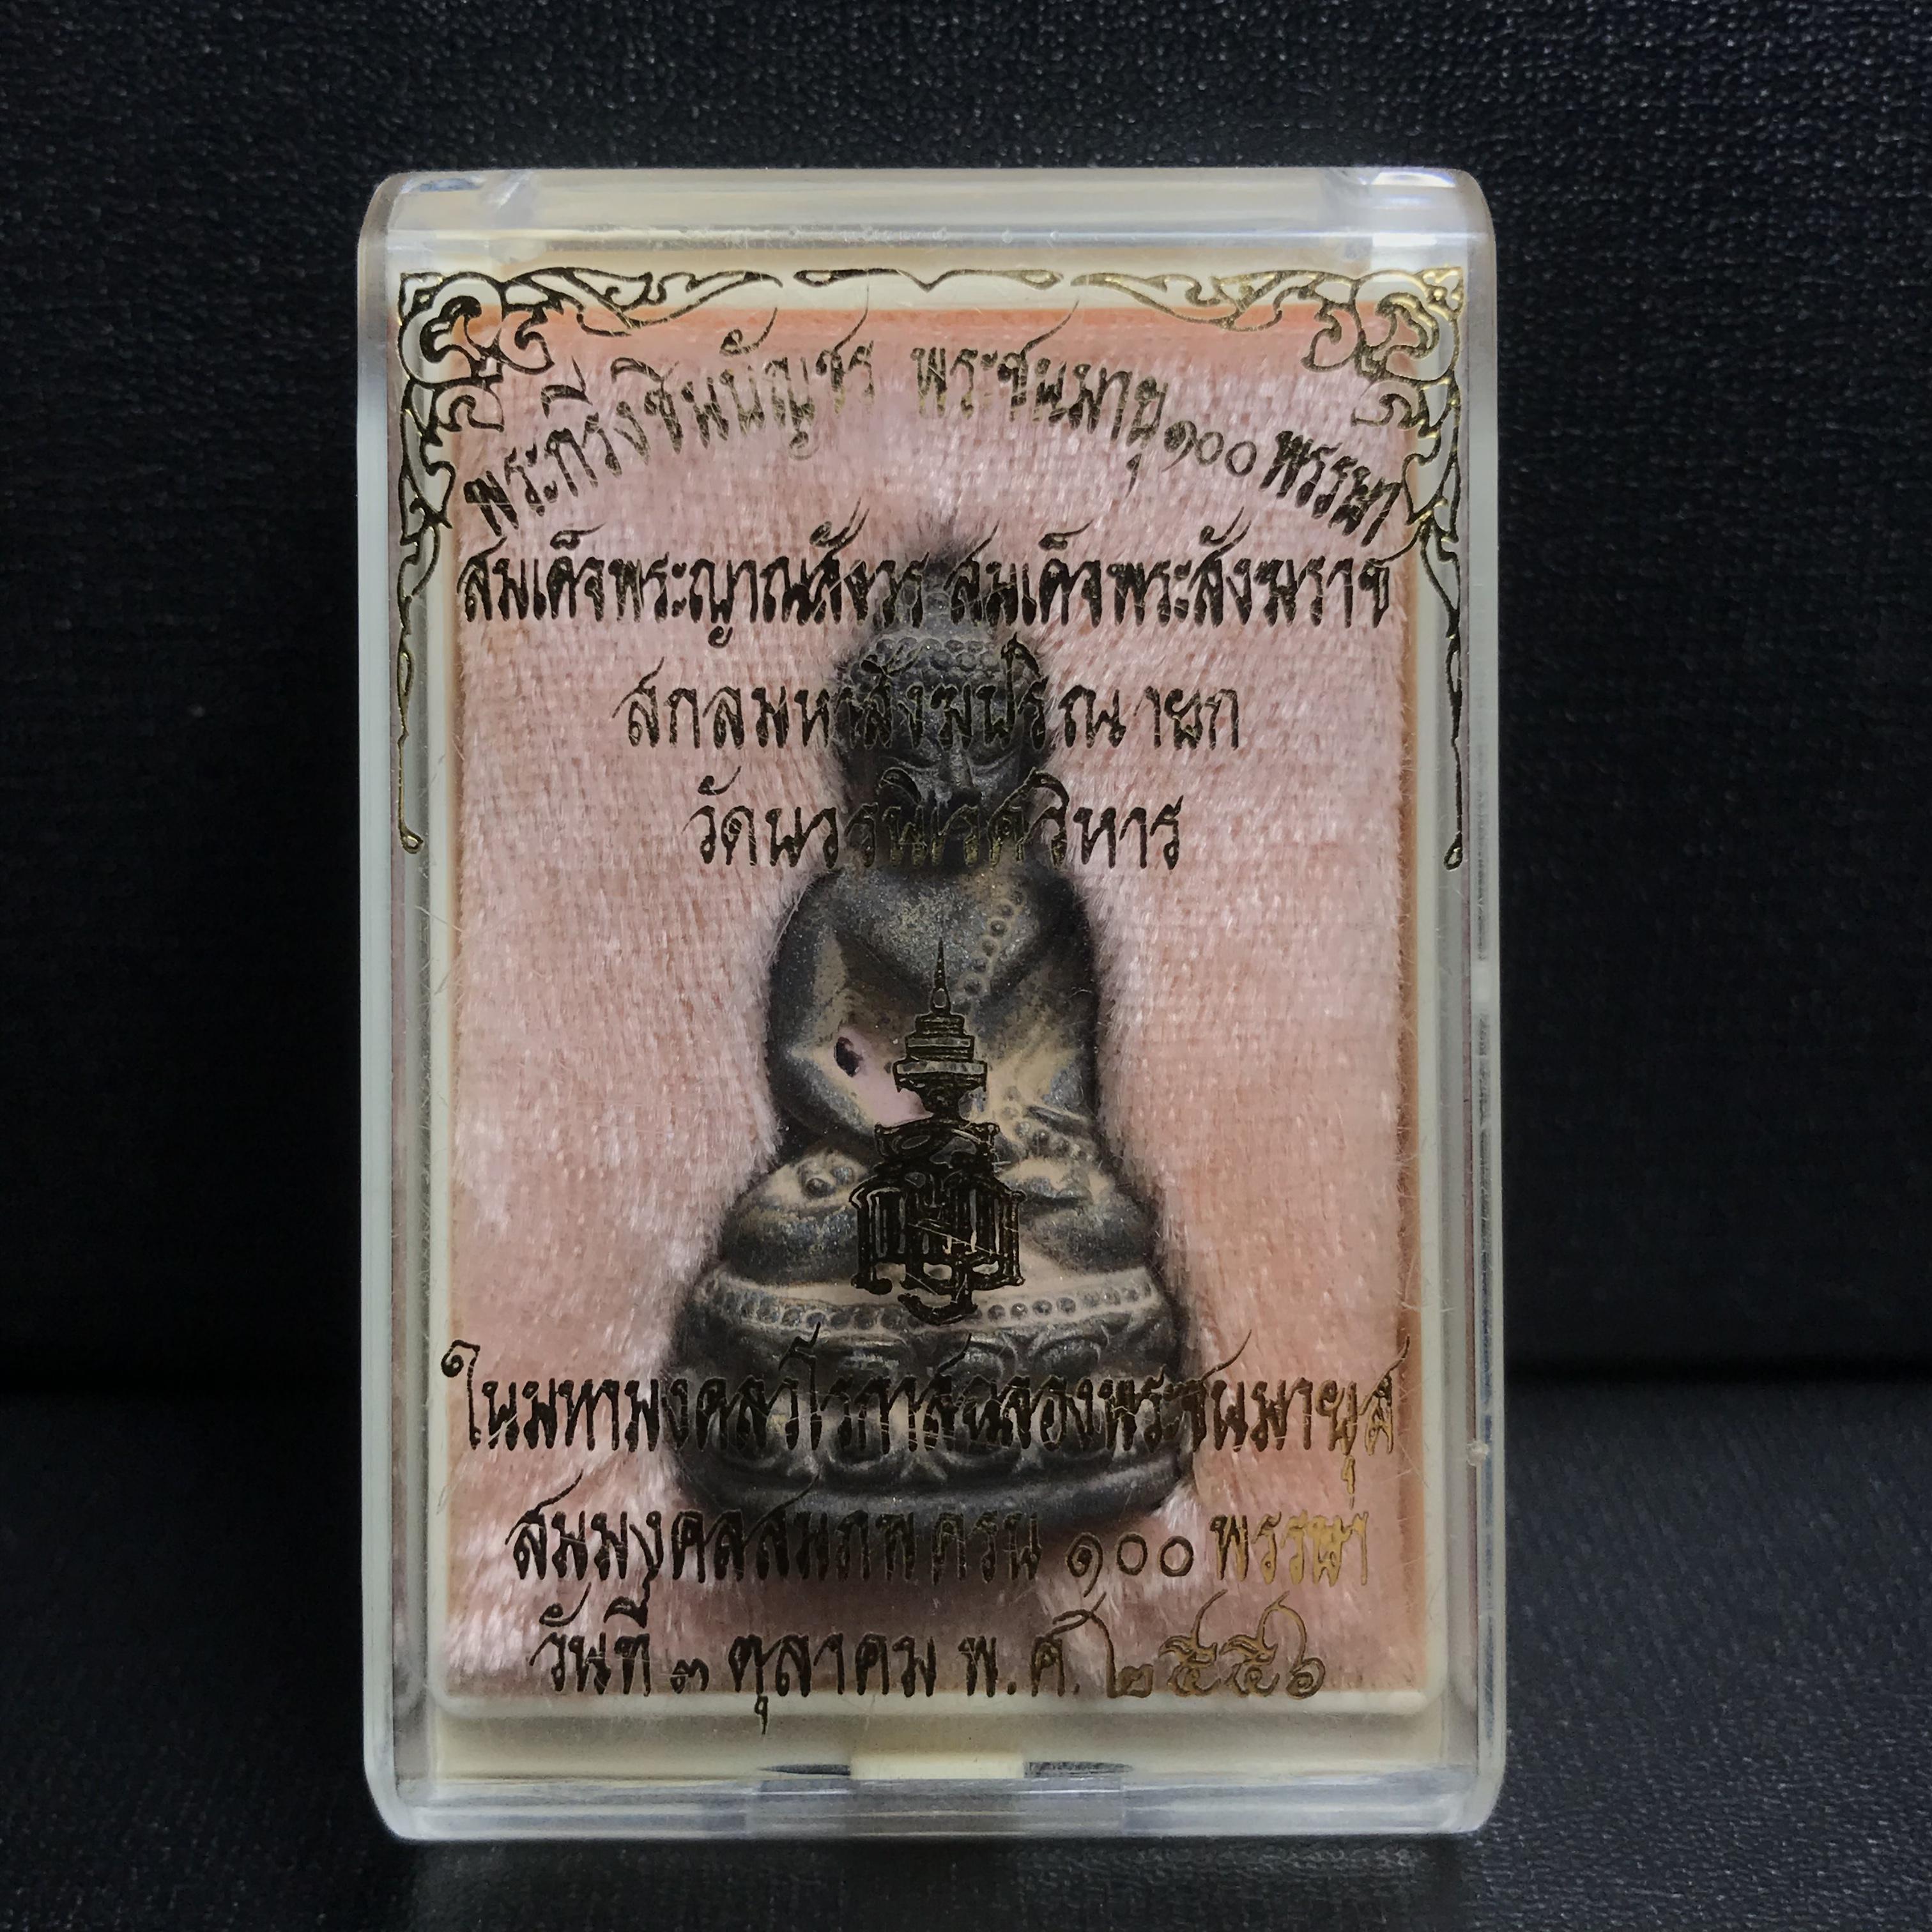 พระกริ่งชินบัญชร พระชนมายุ ๑๐๐ พรรษา
สมเด็จพระญาณสังวร สมเด็จพระสังฆราช
สกลมหาสังฆปริณายก
วัดบวรนิเวศวิหาร
ในมหามงคลวโรกาสฉลองพระชนมายุ
สมมงคลสมภพครบ ๑๐๐ พรรษา
วันที่ ๓ ตุลาคม พ.ศ. ๒๕๕๖